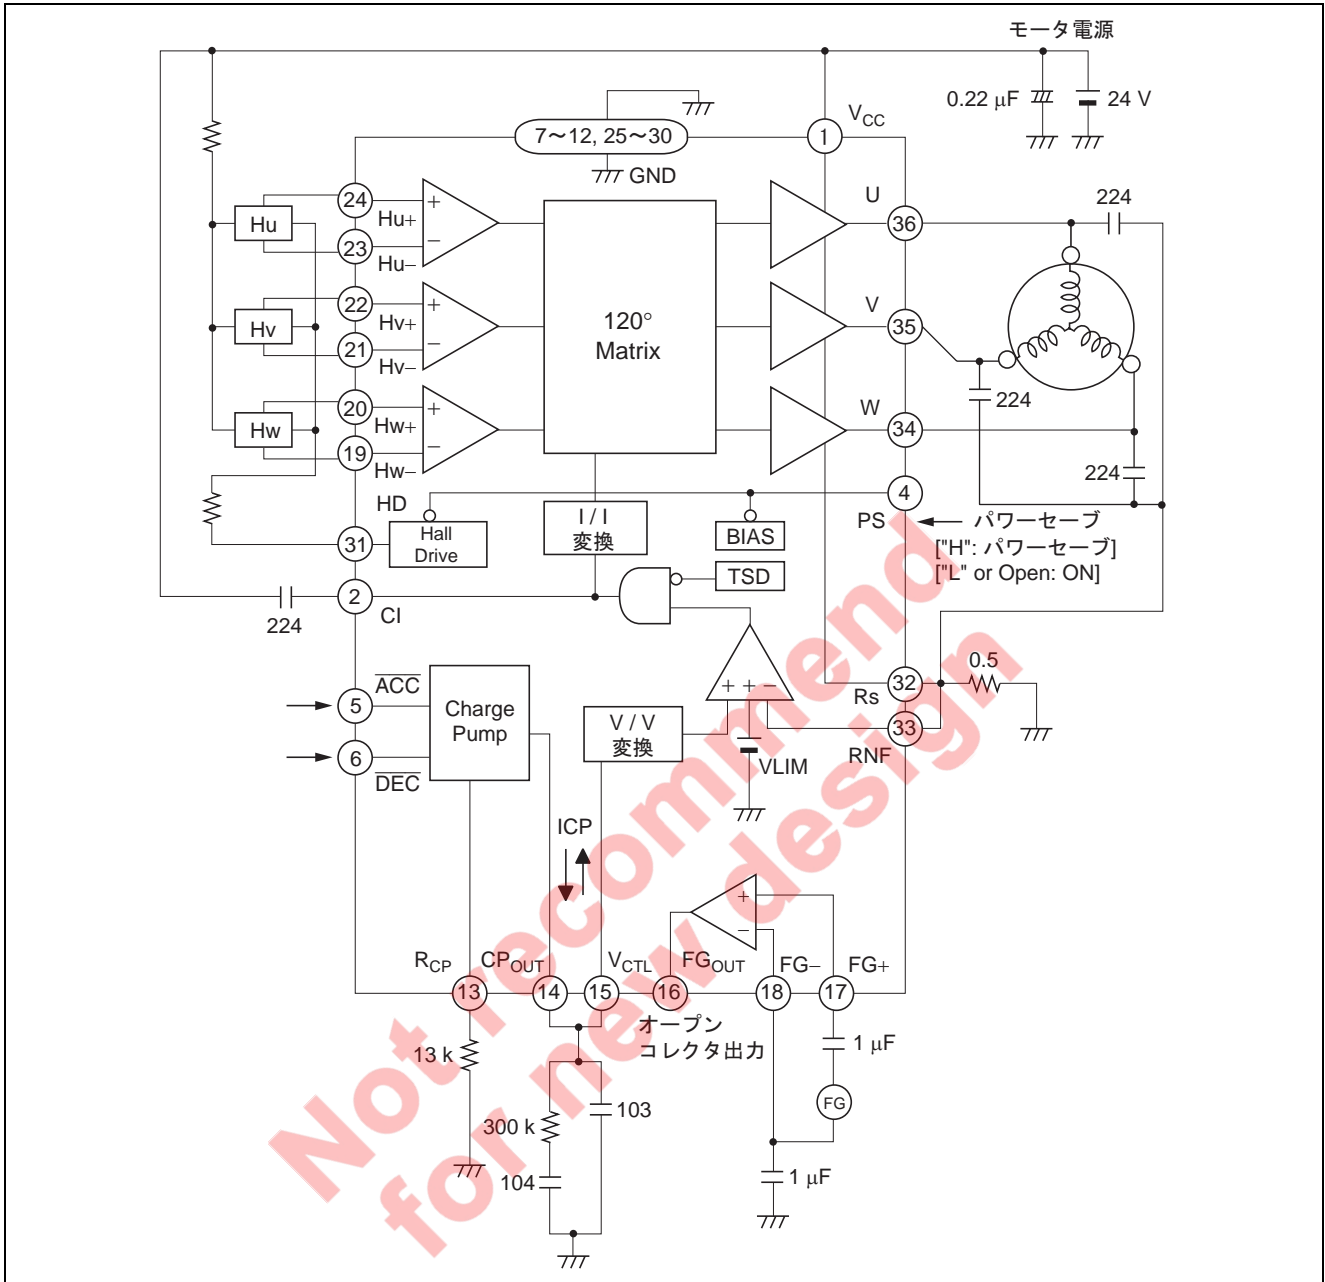 モータ電源
0.22 μF
24 V
VCC
1
7〜12, 25〜30
GND
24
Hu+
Hu
23
Hu−
22
Hv+
Hv
21
Hv−
20
Hw+
Hw
19
Hw−
120°
Matrix
U
36
224
V
35
224
W
34
224
4
PS
パワーセーブ
["H": パワーセーブ]
["L" or Open: ON]
HD
31
Hall
Drive
I / I
変換
BIAS
TSD
224
2
CI
5
ACC
6
DEC
Charge
Pump
V / V
変換
+ + −
VLIM
Rs
32
0.5
33
RNF
ICP
RCP
CPOUT
VCTL
FGOUT
FG−
FG+
+
−
13
14
15
16
18
17
オープン
コレクタ出力
13 k
300 k
103
104
1 μF
FG
1 μF
Not recommend
for new design